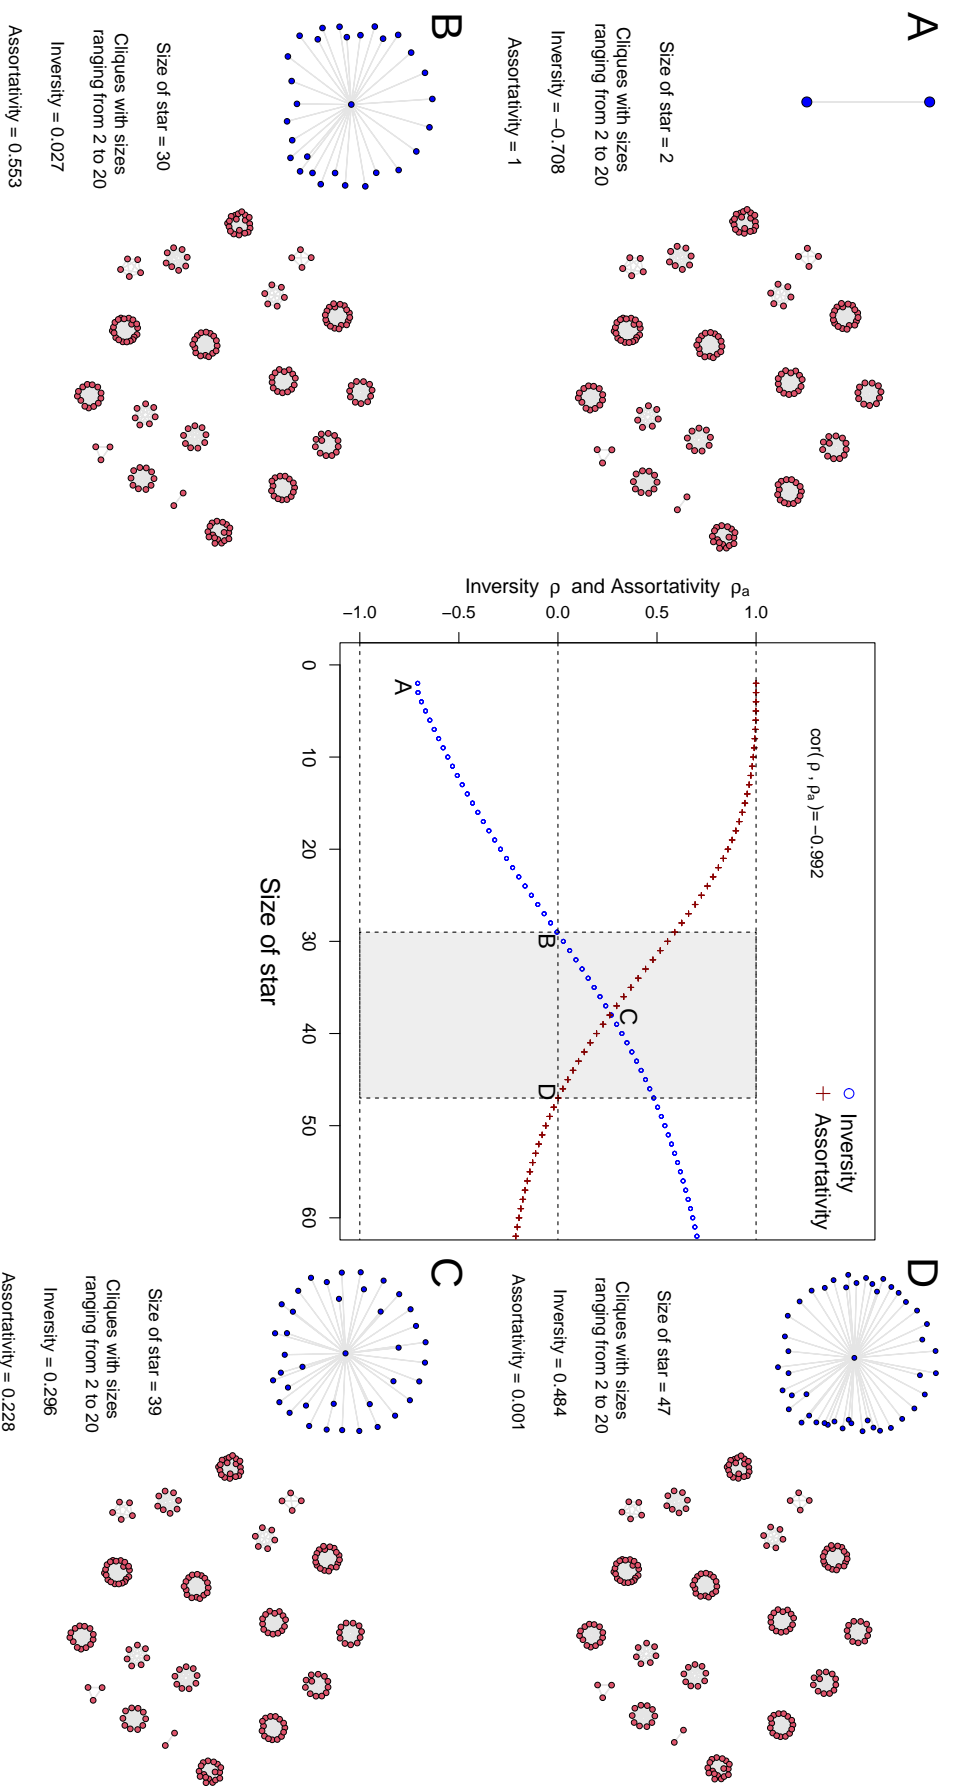 A
Size of star = 2
Cliques with sizes
ranging from 2 to 20
Inversity = −0.708
Assortativity = 1
B
Size of star = 30
Cliques with sizes
ranging from 2 to 20
Inversity = 0.027
Assortativity = 0.553
Inversity ρ and Assortativity ρa
1.0
0.5
0.0
−0.5
−1.0
cor( ρ , ρa )= −0.992
Inversity
Assortativity
A
B
C
D
0 10 20 30 40 50 60
Size of star
D
Size of star = 47
Cliques with sizes
ranging from 2 to 20
Inversity = 0.484
Assortativity = 0.001
C
Size of star = 39
Cliques with sizes
ranging from 2 to 20
Inversity = 0.296
Assortativity = 0.228